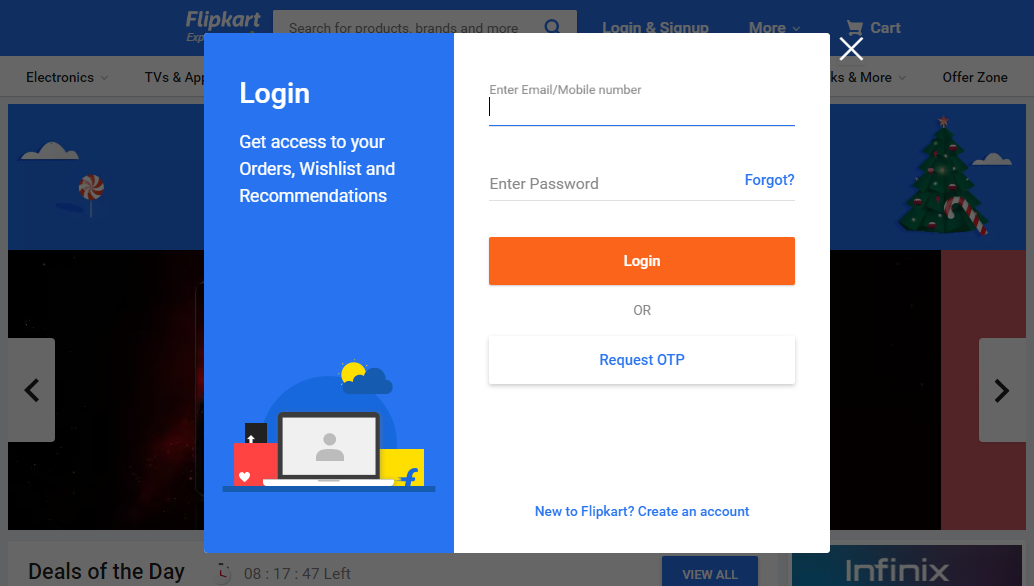 Flipkart
Search for products, brands and more
Login & Signup
More
Cart
Electronics
TVs & App
ks & More
Offer Zone
Login
Get access to your
Orders, Wishlist and
Recommendations
Enter Email/Mobile number
Enter Password
Forgot?
Login
OR
Request OTP
New to Flipkart? Create an account
Deals of the Day
08 : 17 : 47 Left
VIEW ALL
Infinix